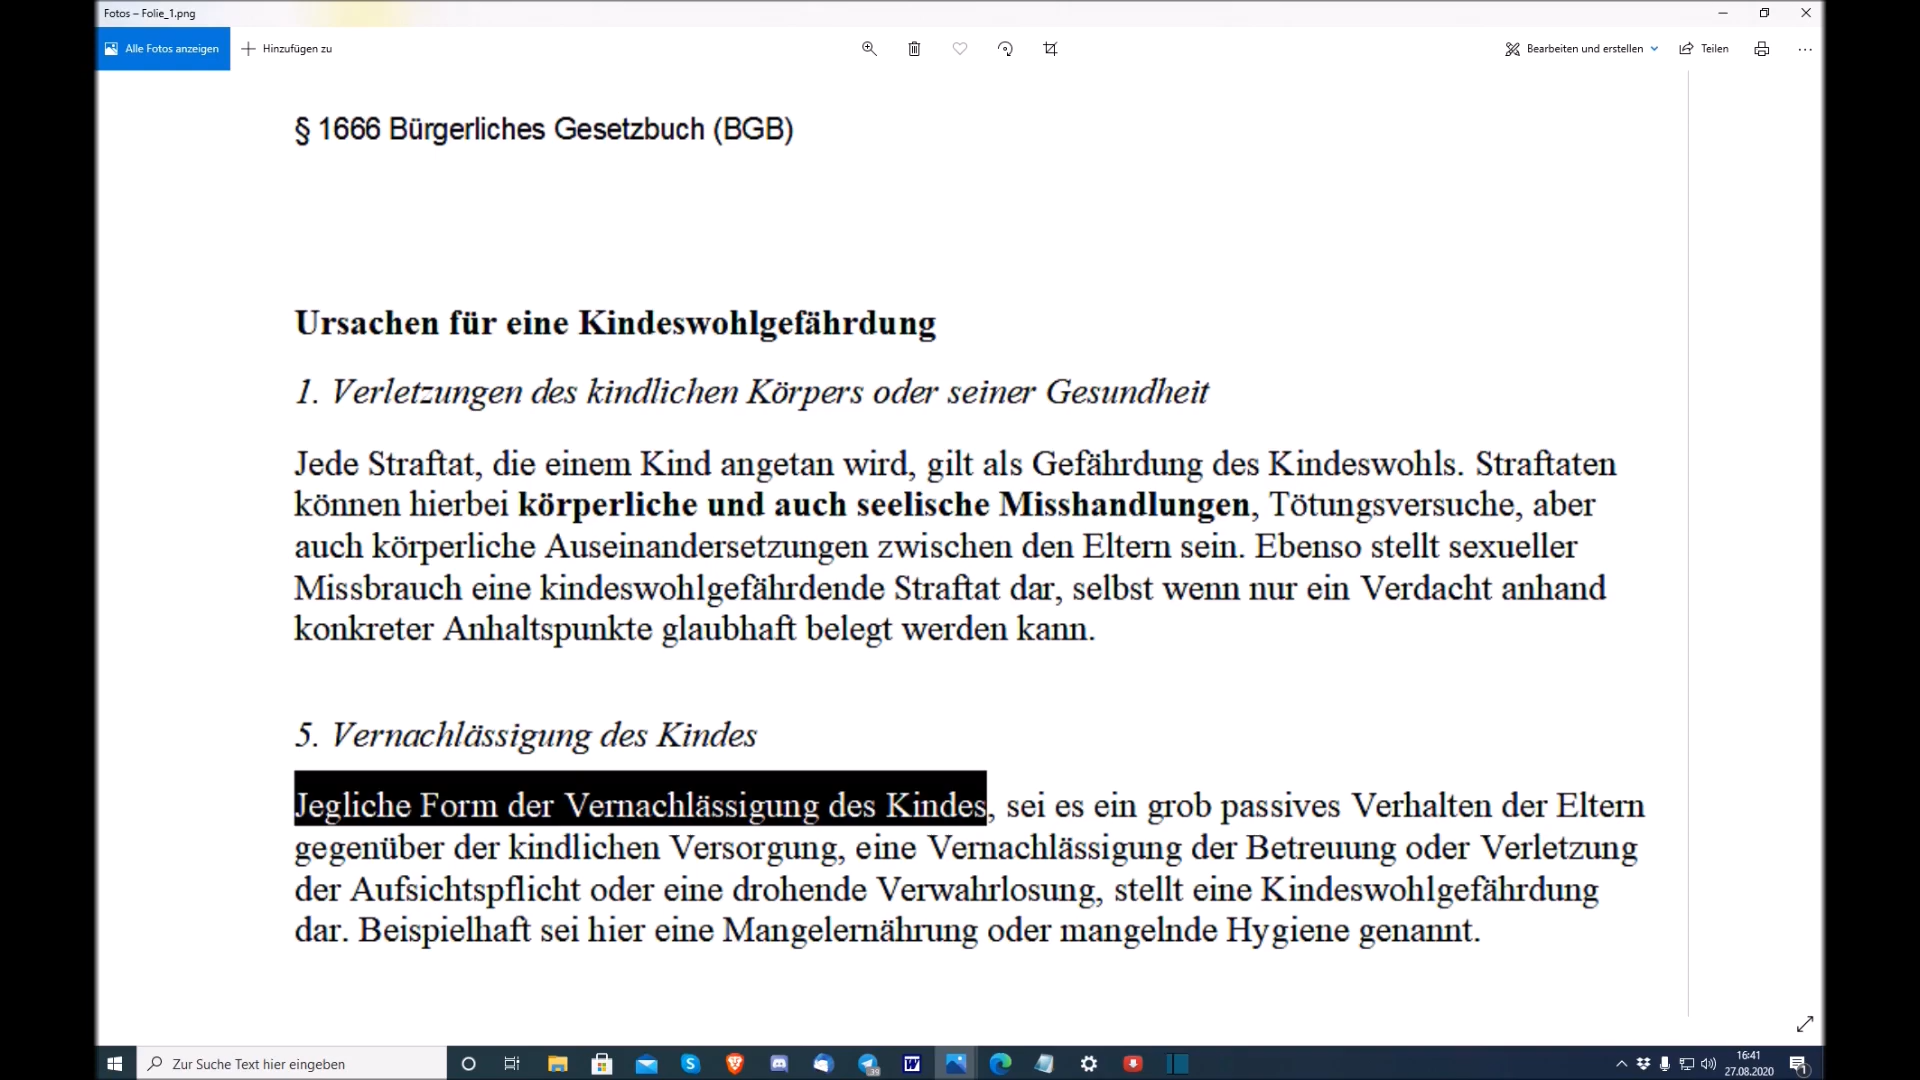 Fotos – Folie_1.png
Alle Fotos anzeigen
Hinzufügen zu
Bearbeiten und erstellen
Teilen
§ 1666 Bürgerliches Gesetzbuch (BGB)
Ursachen für eine Kindeswohlgefährdung
1. Verletzungen des kindlichen Körpers oder seiner Gesundheit
Jede Straftat, die einem Kind angetan wird, gilt als Gefährdung des Kindeswohls. Straftaten
können hierbei körperliche und auch seelische Misshandlungen, Tötungsversuche, aber
auch körperliche Auseinandersetzungen zwischen den Eltern sein. Ebenso stellt sexueller
Missbrauch eine kindeswohlgefährdende Straftat dar, selbst wenn nur ein Verdacht anhand
konkreter Anhaltspunkte glaubhaft belegt werden kann.
5. Vernachlässigung des Kindes
Jegliche Form der Vernachlässigung des Kindes, sei es ein grob passives Verhalten der Eltern
gegenüber der kindlichen Versorgung, eine Vernachlässigung der Betreuung oder Verletzung
der Aufsichtspflicht oder eine drohende Verwahrlosung, stellt eine Kindeswohlgefährdung
dar. Beispielhaft sei hier eine Mangelernährung oder mangelnde Hygiene genannt.
Zur Suche Text hier eingeben
39
16:41
27.08.2020
1